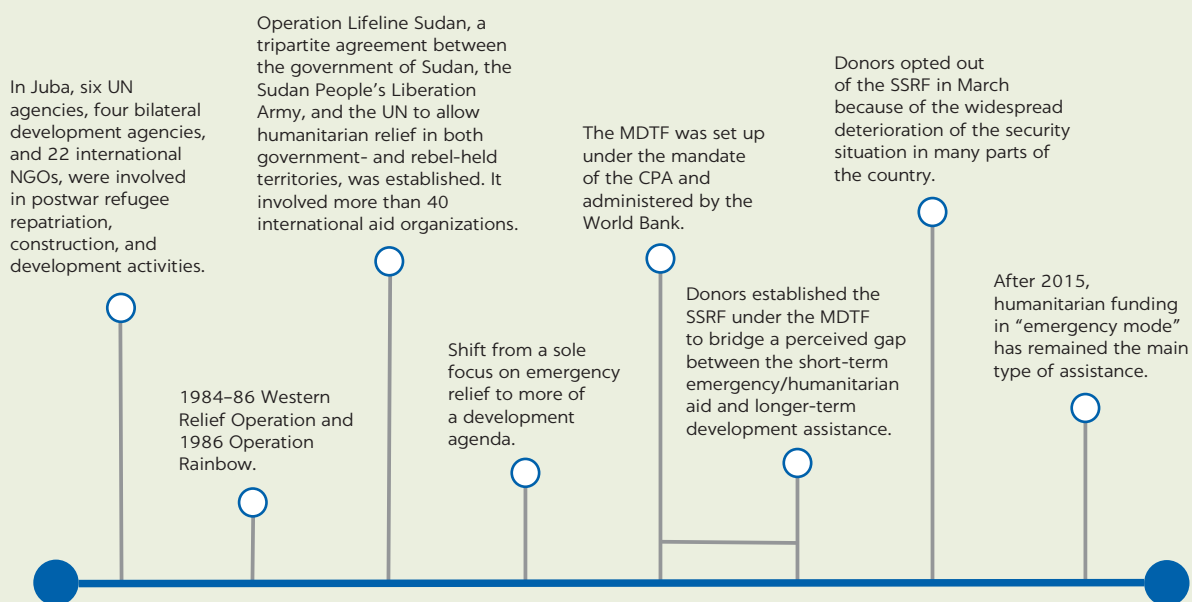 In Juba, six UN
agencies, four bilateral
development agencies,
and 22 international
NGOs, were involved
in postwar refugee
repatriation,
construction, and
development activities.
1984–86 Western
Relief Operation and
1986 Operation
Rainbow.
Operation Lifeline Sudan, a
tripartite agreement between
the government of Sudan, the
Sudan People’s Liberation
Army, and the UN to allow
humanitarian relief in both
government- and rebel-held
territories, was established. It
involved more than 40
international aid organizations.
Shift from a sole
focus on emergency
relief to more of
a development
agenda.
The MDTF was set up
under the mandate
of the CPA and
administered by the
World Bank.
Donors established the
SSRF under the MDTF
to bridge a perceived gap
between the short-term
emergency/humanitarian
aid and longer-term
development assistance.
Donors opted out
of the SSRF in March
because of the widespread
deterioration of the security
situation in many parts of
the country.
After 2015,
humanitarian funding
in “emergency mode”
has remained the main
type of assistance.